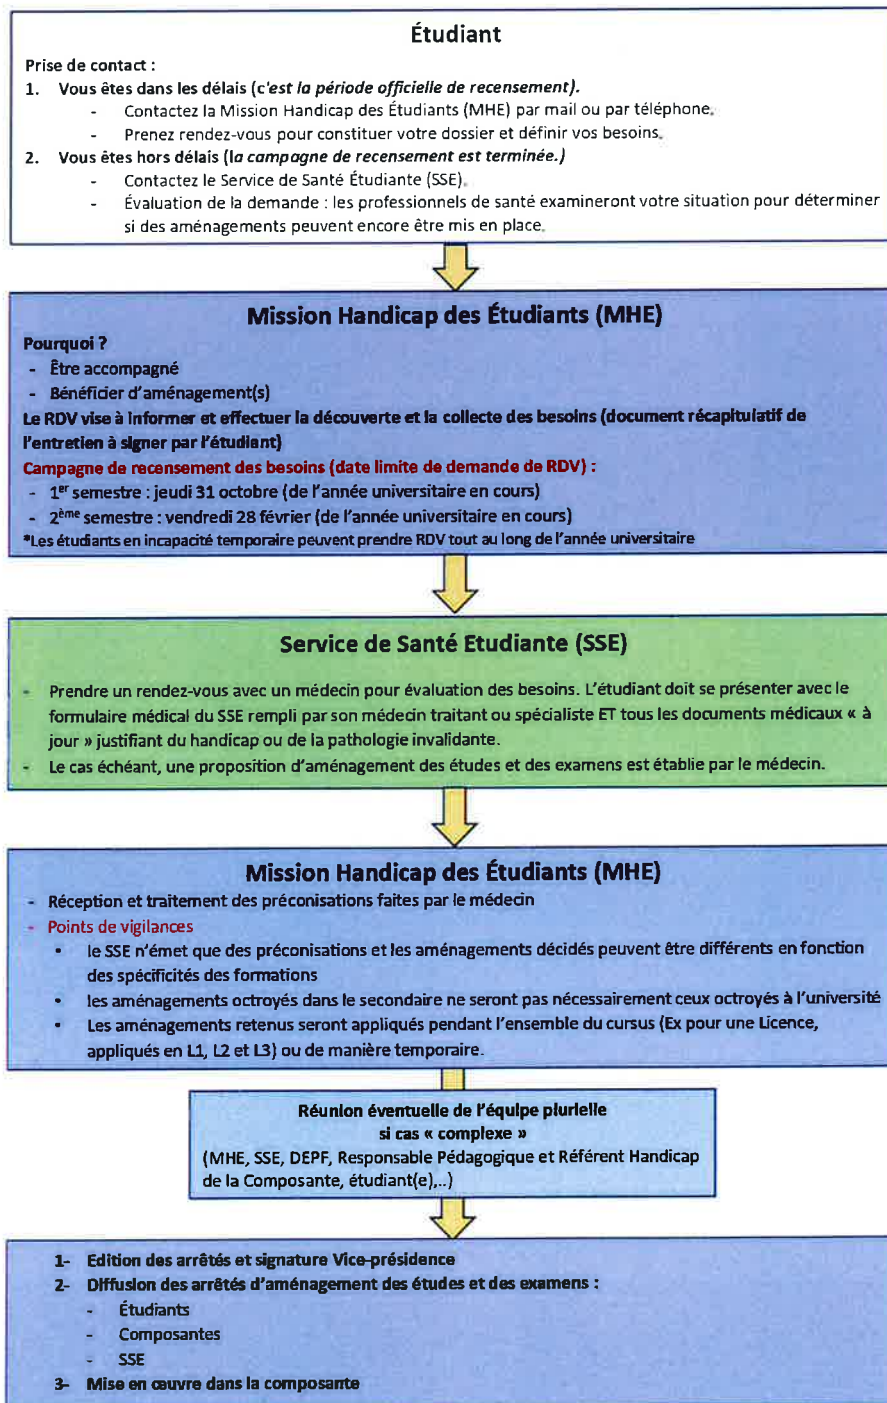 Étudiant
Prise de contact :
1. Vous êtes dans les délais (c'est la période officielle de recensement).
- Contactez la Mission Handicap des Étudiants (MHE) par mail ou par téléphone.
- Prenez rendez-vous pour constituer votre dossier et définir vos besoins.
2. Vous êtes hors délais (la campagne de recensement est terminée.)
- Contactez le Service de Santé Étudiante (SSE).
- Évaluation de la demande : les professionnels de santé examineront votre situation pour déterminer
si des aménagements peuvent encore être mis en place.
Mission Handicap des Étudiants (MHE)
Pourquoi ?
- Être accompagné
- Bénéficier d'aménagement(s)
Le RDV vise à informer et effectuer la découverte et la collecte des besoins (document récapitulatif de
l'entretien à signer par l'étudiant)
Campagne de recensement des besoins (date limite de demande de RDV) :
- 1er semestre : jeudi 31 octobre (de l'année universitaire en cours)
- 2ème semestre : vendredi 28 février (de l'année universitaire en cours)
*Les étudiants en incapacité temporaire peuvent prendre RDV tout au long de l'année universitaire
Service de Santé Etudiante (SSE)
- Prendre un rendez-vous avec un médecin pour évaluation des besoins. L'étudiant doit se présenter avec le
formulaire médical du SSE rempli par son médecin traitant ou spécialiste ET tous les documents médicaux « à
jour » justifiant du handicap ou de la pathologie invalidante.
- Le cas échéant, une proposition d'aménagement des études et des examens est établie par le médecin.
Mission Handicap des Étudiants (MHE)
- Réception et traitement des préconisations faites par le médecin
- Points de vigilances
• le SSE n'émet que des préconisations et les aménagements décidés peuvent être différents en fonction
des spécificités des formations
• les aménagements octroyés dans le secondaire ne seront pas nécessairement ceux octroyés à l'université
• Les aménagements retenus seront appliqués pendant l'ensemble du cursus (Ex pour une Licence,
appliqués en L1, L2 et L3) ou de manière temporaire.
Réunion éventuelle de l'équipe plurielle
si cas « complexe »
(MHE, SSE, DEPF, Responsable Pédagogique et Référent Handicap
de la Composante, étudiant(e),..)
1- Edition des arrêtés et signature Vice-présidence
2- Diffusion des arrêtés d'aménagement des études et des examens :
- Étudiants
- Composantes
- SSE
3- Mise en œuvre dans la composante